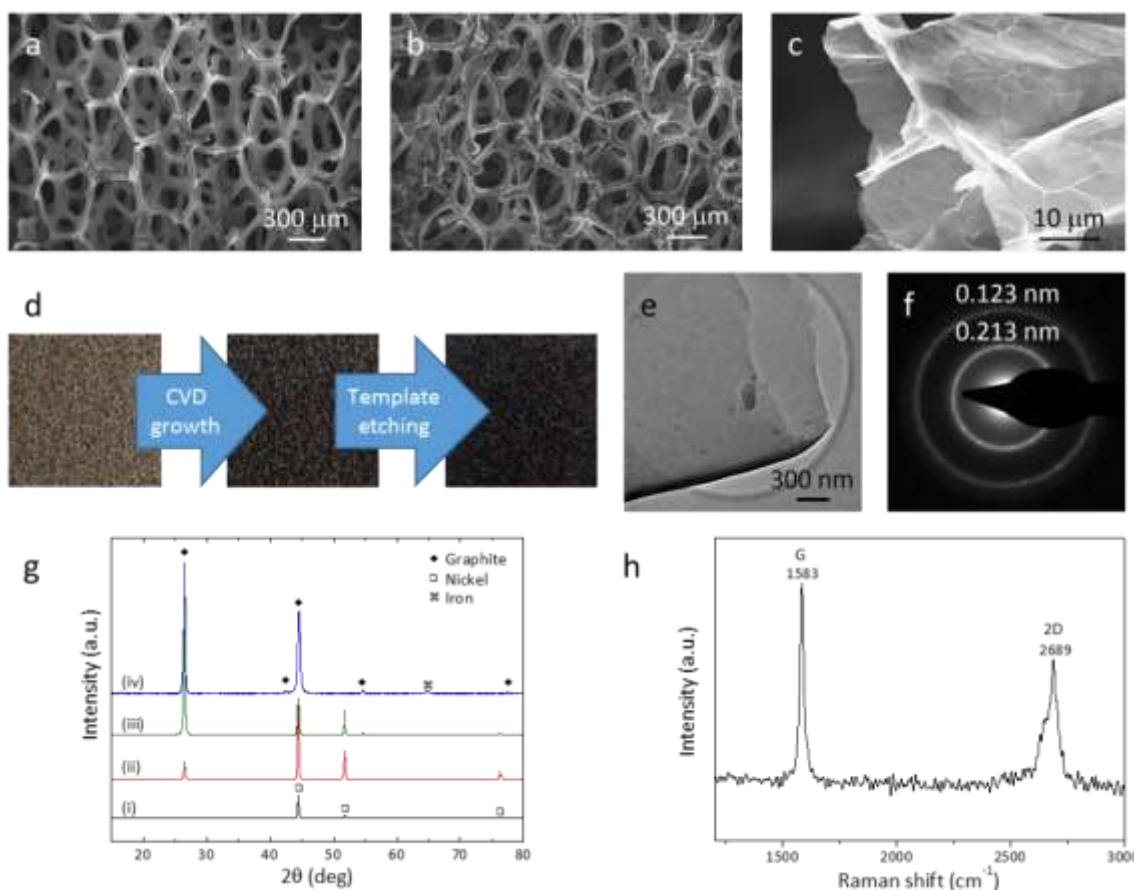 a
300 μm
b
300 μm
c
10 μm
d
CVD
growth
Template
etching
e
300 nm
f
0.123 nm
0.213 nm
g
Graphite
Nickel
Iron
(iv)
(iii)
(ii)
(i)
Intensity (a.u.)
20 30 40 50 60 70 80
2θ (deg)
h
G
1583
2D
2689
Intensity (a.u.)
1500 2000 2500 3000
Raman shift (cm⁻¹)